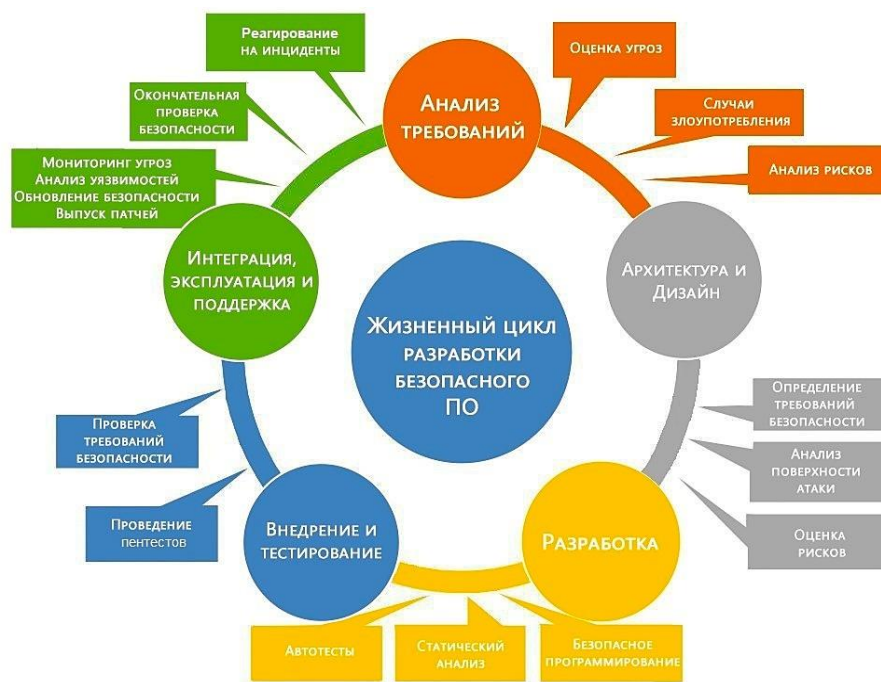 Реагирование
на инциденты
Окончательная
проверка
безопасности
Мониторинг угроз
Анализ уязвимостей
Обновление безопасности
Выпуск патчей
Анализ
требований
Оценка угроз
Случаи
злоупотребления
Анализ рисков
Интеграция,
эксплуатация и
поддержка
Архитектура и
Дизайн
Жизненный цикл
разработки
безопасного
ПО
Определение
требований
безопасности
Анализ
поверхности
атаки
Оценка
рисков
Проверка
требований
безопасности
Проведение
пентестов
Внедрение и
тестирование
Разработка
Автотесты
Статический
анализ
Безопасное
программирование